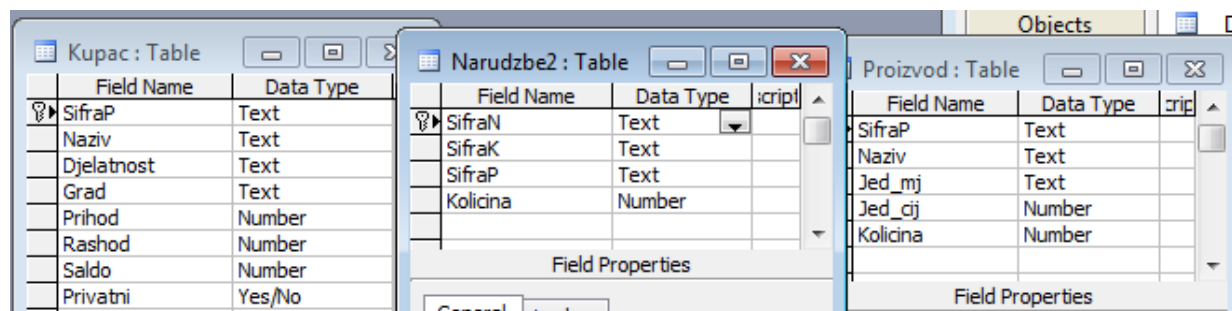 Objects
Kupac : Table
Field Name Data Type
SifraP Text
Naziv Text
Djelatnost Text
Grad Text
Prihod Number
Rashod Number
Saldo Number
Privatni Yes/No
Narudzbe2 : Table
Field Name Data Type
SifraN Text
SifraK Text
SifraP Text
Kolicina Number
Field Properties
General
Proizvod : Table
Field Name Data Type
SifraP Text
Naziv Text
Jed_mj Text
Jed_cij Number
Kolicina Number
Field Properties